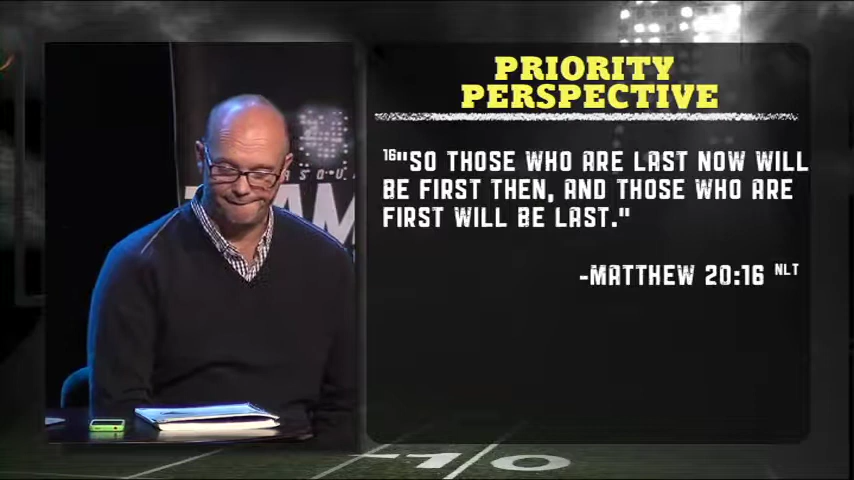 PRIORITY
PERSPECTIVE
16"SO THOSE WHO ARE LAST NOW WILL
BE FIRST THEN, AND THOSE WHO ARE
FIRST WILL BE LAST."
-MATTHEW 20:16 NLT
10